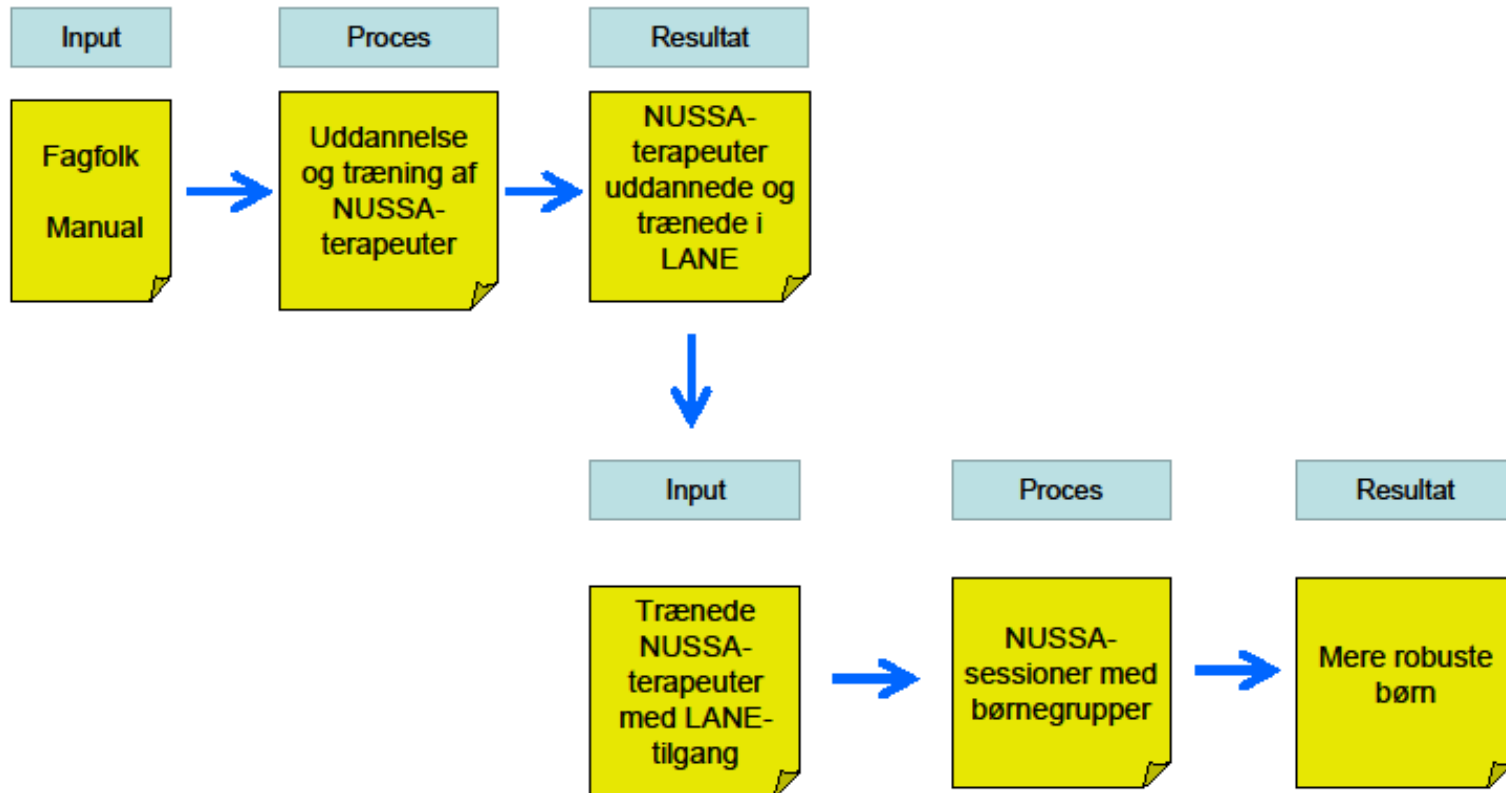 Input
Proces
Resultat
Fagfolk
Manual
Uddannelse
og træning af
NUSSA-
terapeuter
NUSSA-
terapeuter
uddannede og
trænede i
LANE
Input
Proces
Resultat
Trænede
NUSSA-
terapeuter
med LANE-
tilgang
NUSSA-
sessioner med
børnegrupper
Mere robuste
børn